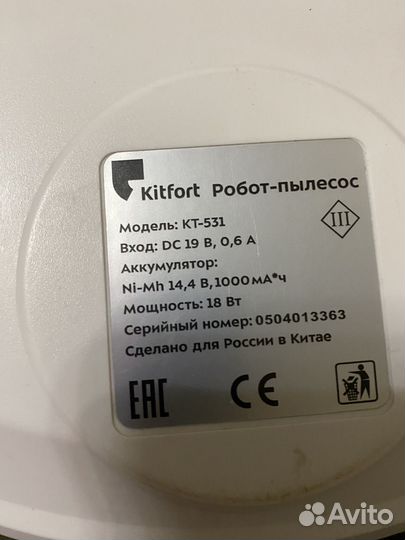 Kitfort Робот-пылесос
Модель: КТ-531
Вход: DC 19 В, 0,6 А
III
Аккумулятор:
Ni-Mh 14,4 В, 1000 мА*ч
Мощность: 18 Вт
Серийный номер: 0504013363
Сделано для России в Китае
EAC CE
Avito